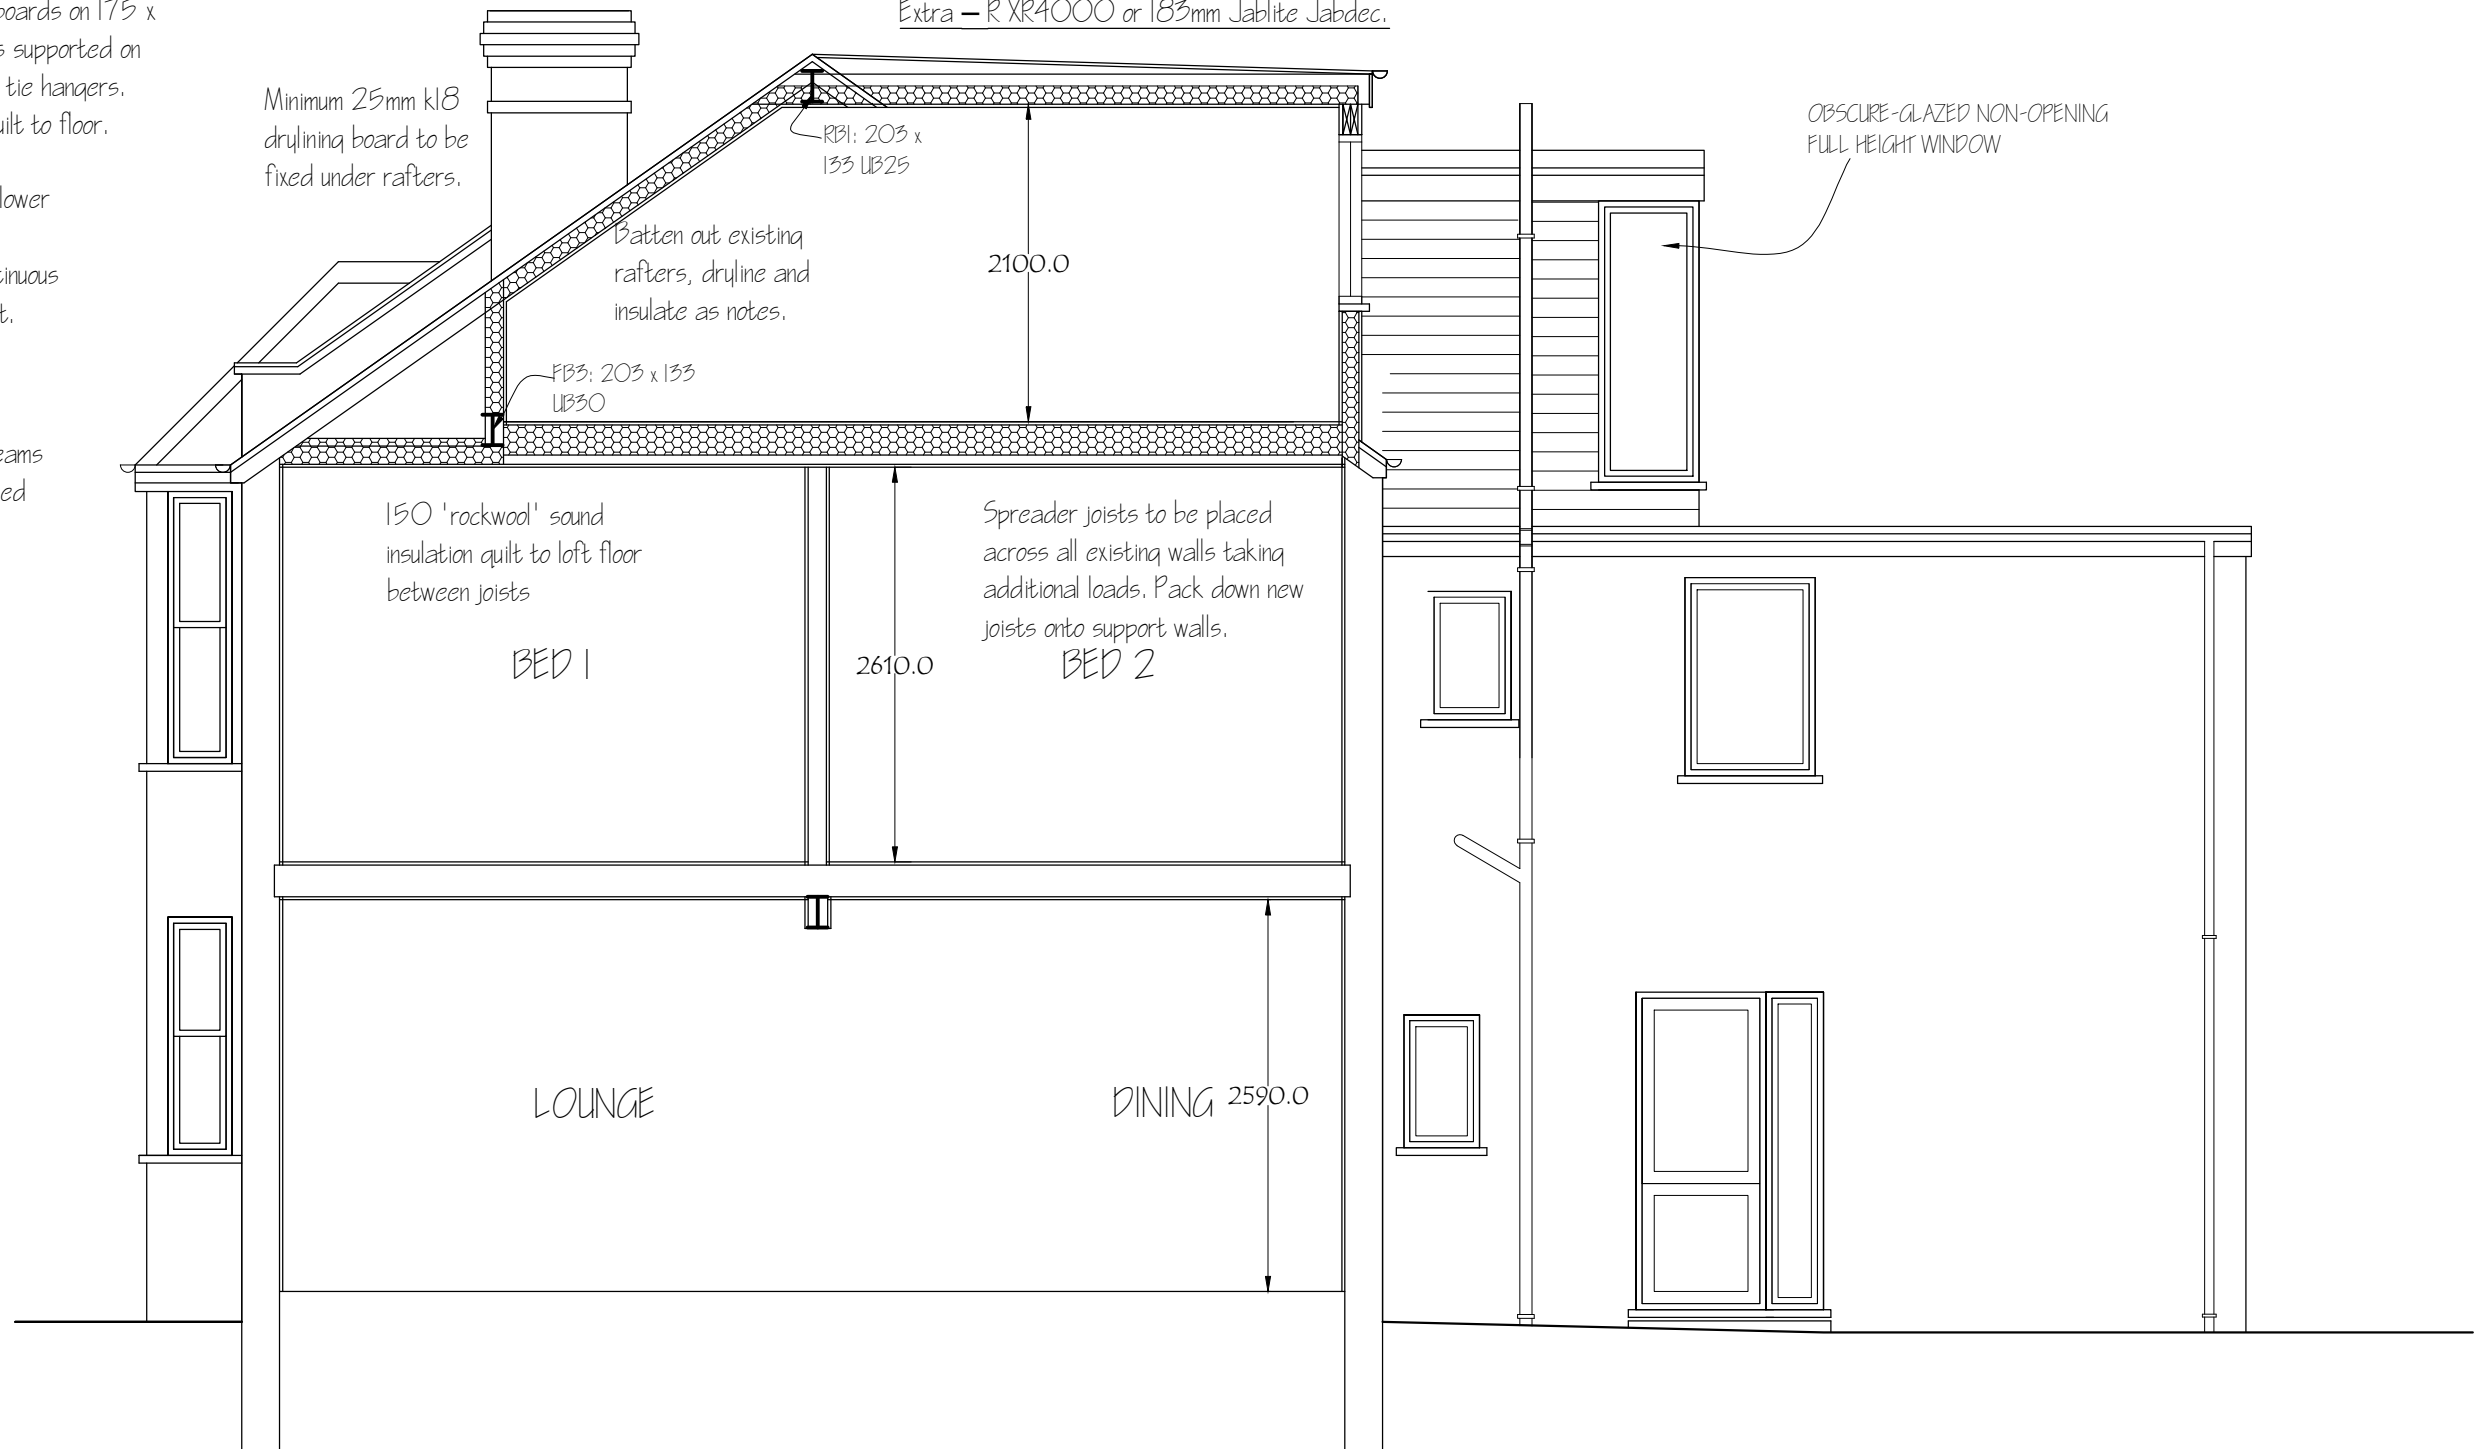 boards on 175 x
supported on
tie hangers.
to floor.
lower
t.
ed
Extra – R XR4000 or 183mm Jablite Jabdec.
Minimum 25mm k18
drylining board to be
fixed under rafters.
RB1: 203 x
133 UB25
OBSCURE-GLAZED NON-OPENING
FULL HEIGHT WINDOW
Batten out existing
rafters, dryline and
insulate as notes.
2100.0
FB3: 203 x 133
UB30
150 'rockwool' sound
insulation quilt to loft floor
between joists
Spreader joists to be placed
across all existing walls taking
additional loads. Pack down new
joists onto support walls.
BED 1
2610.0
BED 2
LOUNGE
DINING
2590.0